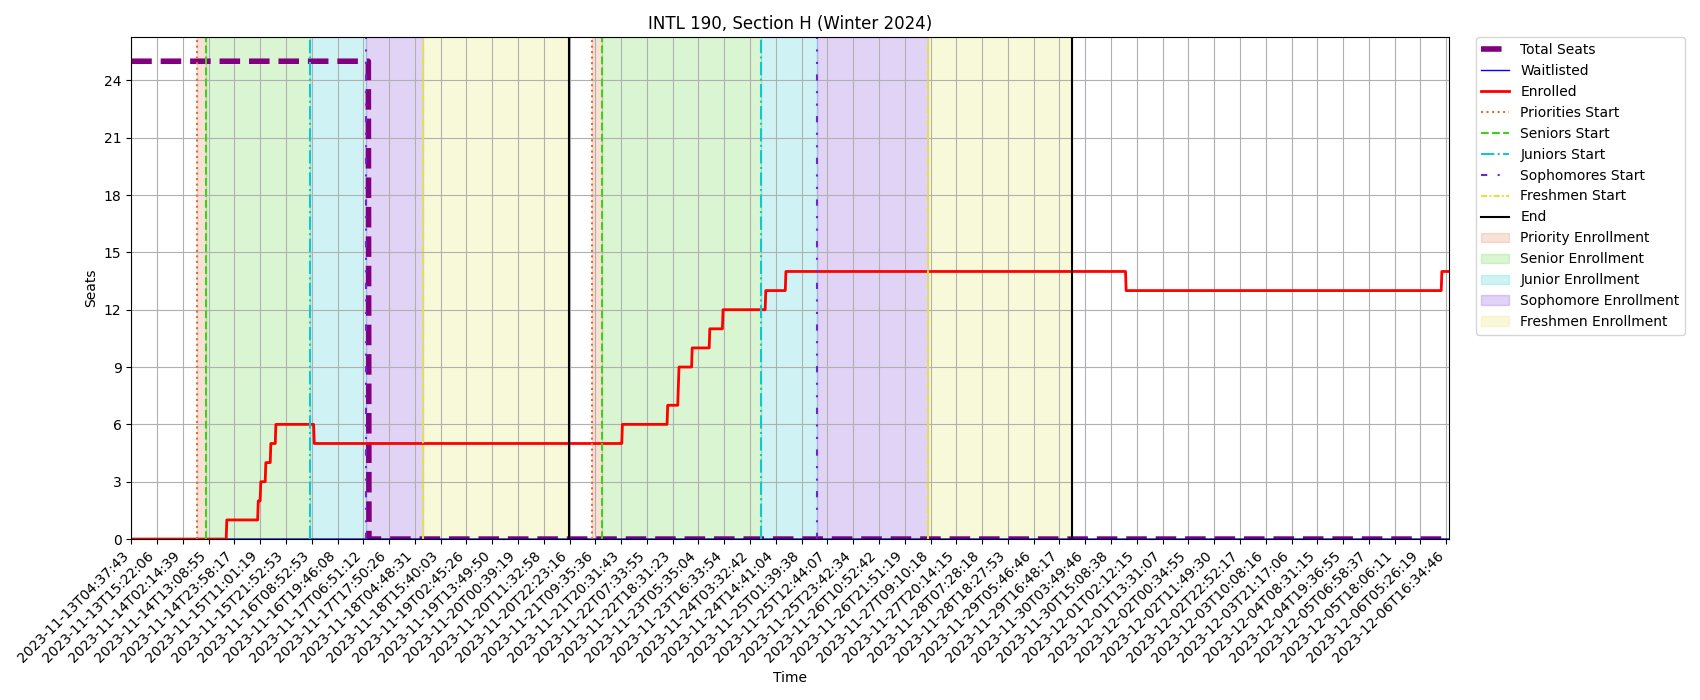 INTL 190, Section H (Winter 2024)
Seats
24
21
18
15
12
9
6
3
0
2023-11-13T04:37:43
2023-11-13T15:22:06
2023-11-14T02:14:39
2023-11-14T13:08:55
2023-11-14T23:58:17
2023-11-15T11:01:19
2023-11-15T21:52:53
2023-11-16T08:52:53
2023-11-16T19:46:08
2023-11-17T06:51:12
2023-11-17T17:50:26
2023-11-18T04:48:31
2023-11-18T15:40:03
2023-11-19T02:45:26
2023-11-19T13:49:50
2023-11-20T00:39:19
2023-11-20T11:32:58
2023-11-20T22:23:16
2023-11-21T09:35:36
2023-11-21T20:31:43
2023-11-22T07:33:55
2023-11-22T18:31:23
2023-11-23T05:35:04
2023-11-23T16:33:54
2023-11-24T03:32:42
2023-11-24T14:41:04
2023-11-25T01:39:38
2023-11-25T12:44:07
2023-11-25T23:42:34
2023-11-26T10:52:42
2023-11-26T21:51:19
2023-11-27T09:10:18
2023-11-27T20:14:15
2023-11-28T07:28:18
2023-11-28T18:27:53
2023-11-29T05:46:46
2023-11-29T16:48:17
2023-11-30T03:49:46
2023-11-30T15:08:38
2023-12-01T02:12:15
2023-12-01T13:31:07
2023-12-02T00:34:55
2023-12-02T11:49:30
2023-12-02T22:52:17
2023-12-03T10:08:16
2023-12-03T21:17:06
2023-12-04T08:31:15
2023-12-04T19:36:55
2023-12-05T06:58:37
2023-12-05T18:06:11
2023-12-06T05:26:19
2023-12-06T16:34:46
Time
Total Seats
Waitlisted
Enrolled
Priorities Start
Seniors Start
Juniors Start
Sophomores Start
Freshmen Start
End
Priority Enrollment
Senior Enrollment
Junior Enrollment
Sophomore Enrollment
Freshmen Enrollment